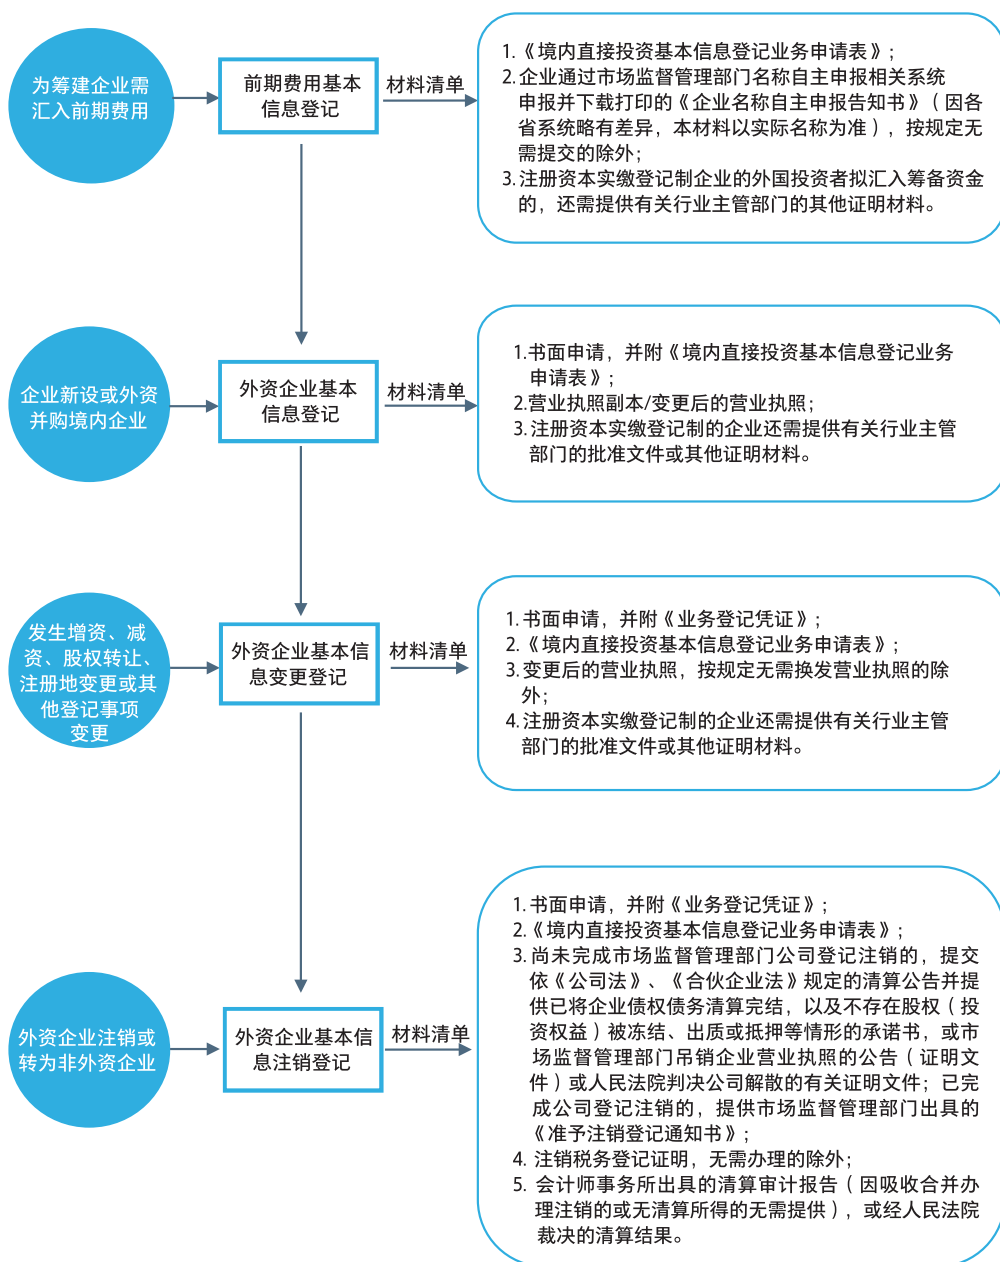 为筹建企业需
汇入前期费用
前期费用基本
信息登记
材料清单
1.《境内直接投资基本信息登记业务申请表》；
2. 企业通过市场监督管理部门名称自主申报相关系统
申报并下载打印的《企业名称自主申报告知书》（因各
省系统略有差异，本材料以实际名称为准），按规定无
需提交的除外；
3. 注册资本实缴登记制企业的外国投资者拟汇入筹备资金
的，还需提供有关行业主管部门的其他证明材料。
企业新设或外资
并购境内企业
外资企业基本
信息登记
材料清单
1.书面申请，并附《境内直接投资基本信息登记业务
申请表》；
2.营业执照副本/变更后的营业执照；
3. 注册资本实缴登记制的企业还需提供有关行业主管
部门的批准文件或其他证明材料。
发生增资、减
资、股权转让、
注册地变更或其
他登记事项
变更
外资企业基本信
息变更登记
材料清单
1. 书面申请，并附《业务登记凭证》；
2.《境内直接投资基本信息登记业务申请表》；
3. 变更后的营业执照，按规定无需换发营业执照的除
外；
4. 注册资本实缴登记制的企业还需提供有关行业主管
部门的批准文件或其他证明材料。
外资企业注销或
转为非外资企业
外资企业基本信
息注销登记
材料清单
1. 书面申请，并附《业务登记凭证》；
2.《境内直接投资基本信息登记业务申请表》；
3. 尚未完成市场监督管理部门公司登记注销的，提交
依《公司法》、《合伙企业法》规定的清算公告并提
供已将企业债权债务清算完结，以及不存在股权（投
资权益）被冻结、出质或抵押等情形的承诺书，或市
场监督管理部门吊销企业营业执照的公告（证明文
件）或人民法院判决公司解散的有关证明文件；已完
成公司登记注销的，提供市场监督管理部门出具的
《准予注销登记通知书》；
4. 注销税务登记证明，无需办理的除外；
5. 会计师事务所出具的清算审计报告（因吸收合并办
理注销的或无清算所得的无需提供），或经人民法院
裁决的清算结果。